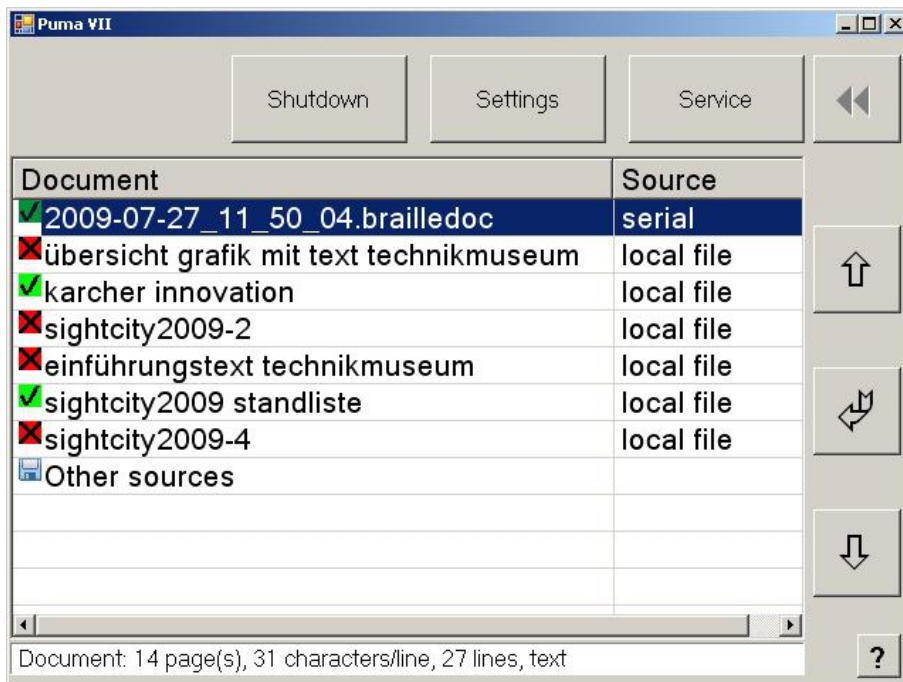 Puma VII
Shutdown Settings Service
Document Source
2009-07-27_11_50_04.brailledoc serial
übersicht grafik mit text technikmuseum local file
karcher innovation local file
sightcity2009-2 local file
einführungstext technikmuseum local file
sightcity2009 standliste local file
sightcity2009-4 local file
Other sources
Document: 14 page(s), 31 characters/line, 27 lines, text
?